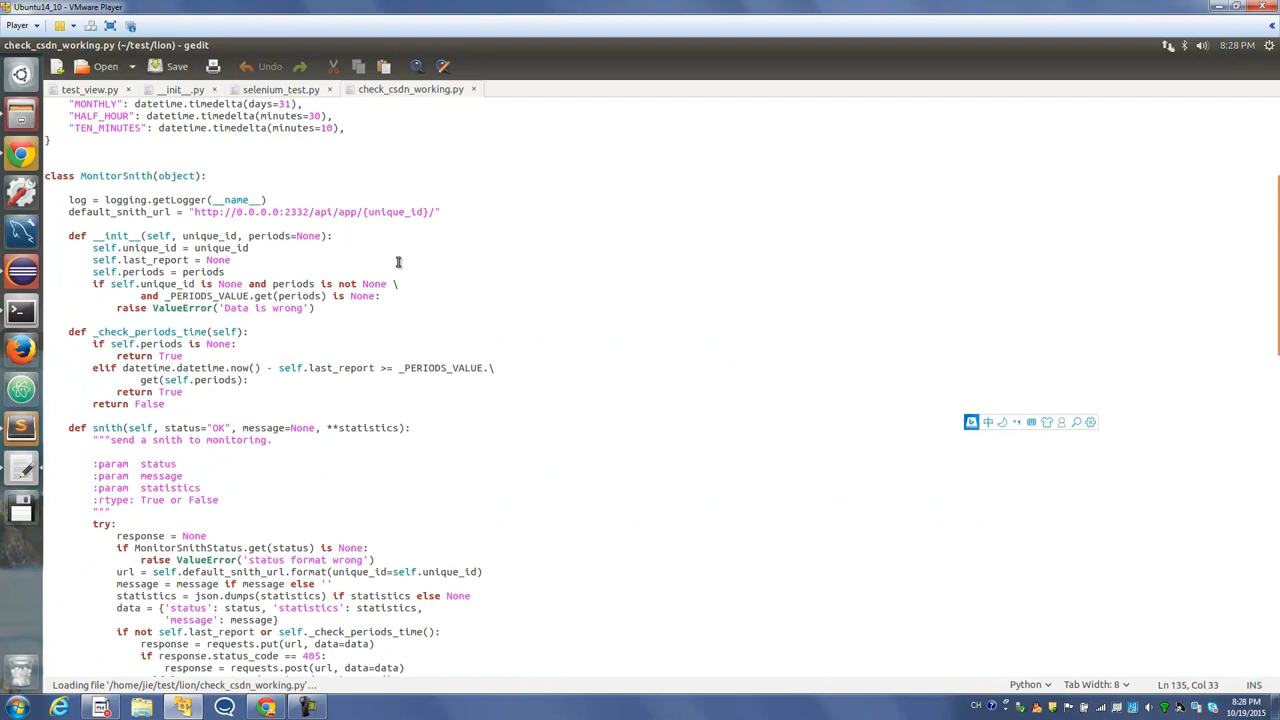 Ubuntu14_10 - VMware Player
Player
check_csdn_working.py (~/test/lion) - gedit
8:28 PM
Open
Save
Undo
test_view.py
__init__.py
selenium_test.py
check_csdn_working.py
"MONTHLY": datetime.timedelta(days=31),
"HALF_HOUR": datetime.timedelta(minutes=30),
"TEN_MINUTES": datetime.timedelta(minutes=10),
}
class MonitorSnith(object):
log = logging.getLogger(__name__)
default_snith_url = "http://0.0.0.0:2332/api/app/{unique_id}/"
def __init__(self, unique_id, periods=None):
self.unique_id = unique_id
self.last_report = None
self.periods = periods
if self.unique_id is None and periods is not None \
and _PERIODS_VALUE.get(periods) is None:
raise ValueError('Data is wrong')
def _check_periods_time(self):
if self.periods is None:
return True
elif datetime.datetime.now() - self.last_report >= _PERIODS_VALUE.\
get(self.periods):
return True
return False
中
def snith(self, status="OK", message=None, **statistics):
"""send a snith to monitoring.
:param  status
:param  message
:param  statistics
:rtype: True or False
"""
try:
response = None
if MonitorSnithStatus.get(status) is None:
raise ValueError('status format wrong')
url = self.default_snith_url.format(unique_id=self.unique_id)
message = message if message else ''
statistics = json.dumps(statistics) if statistics else None
data = {'status': status, 'statistics': statistics,
'message': message}
if not self.last_report or self._check_periods_time():
response = requests.put(url, data=data)
if response.status_code == 405:
response = requests.post(url, data=data)
Loading file '/home/jie/test/lion/check_csdn_working.py'...
Python
Tab Width: 8
Ln 135, Col 33
INS
CH
8:28 PM
10/19/2015